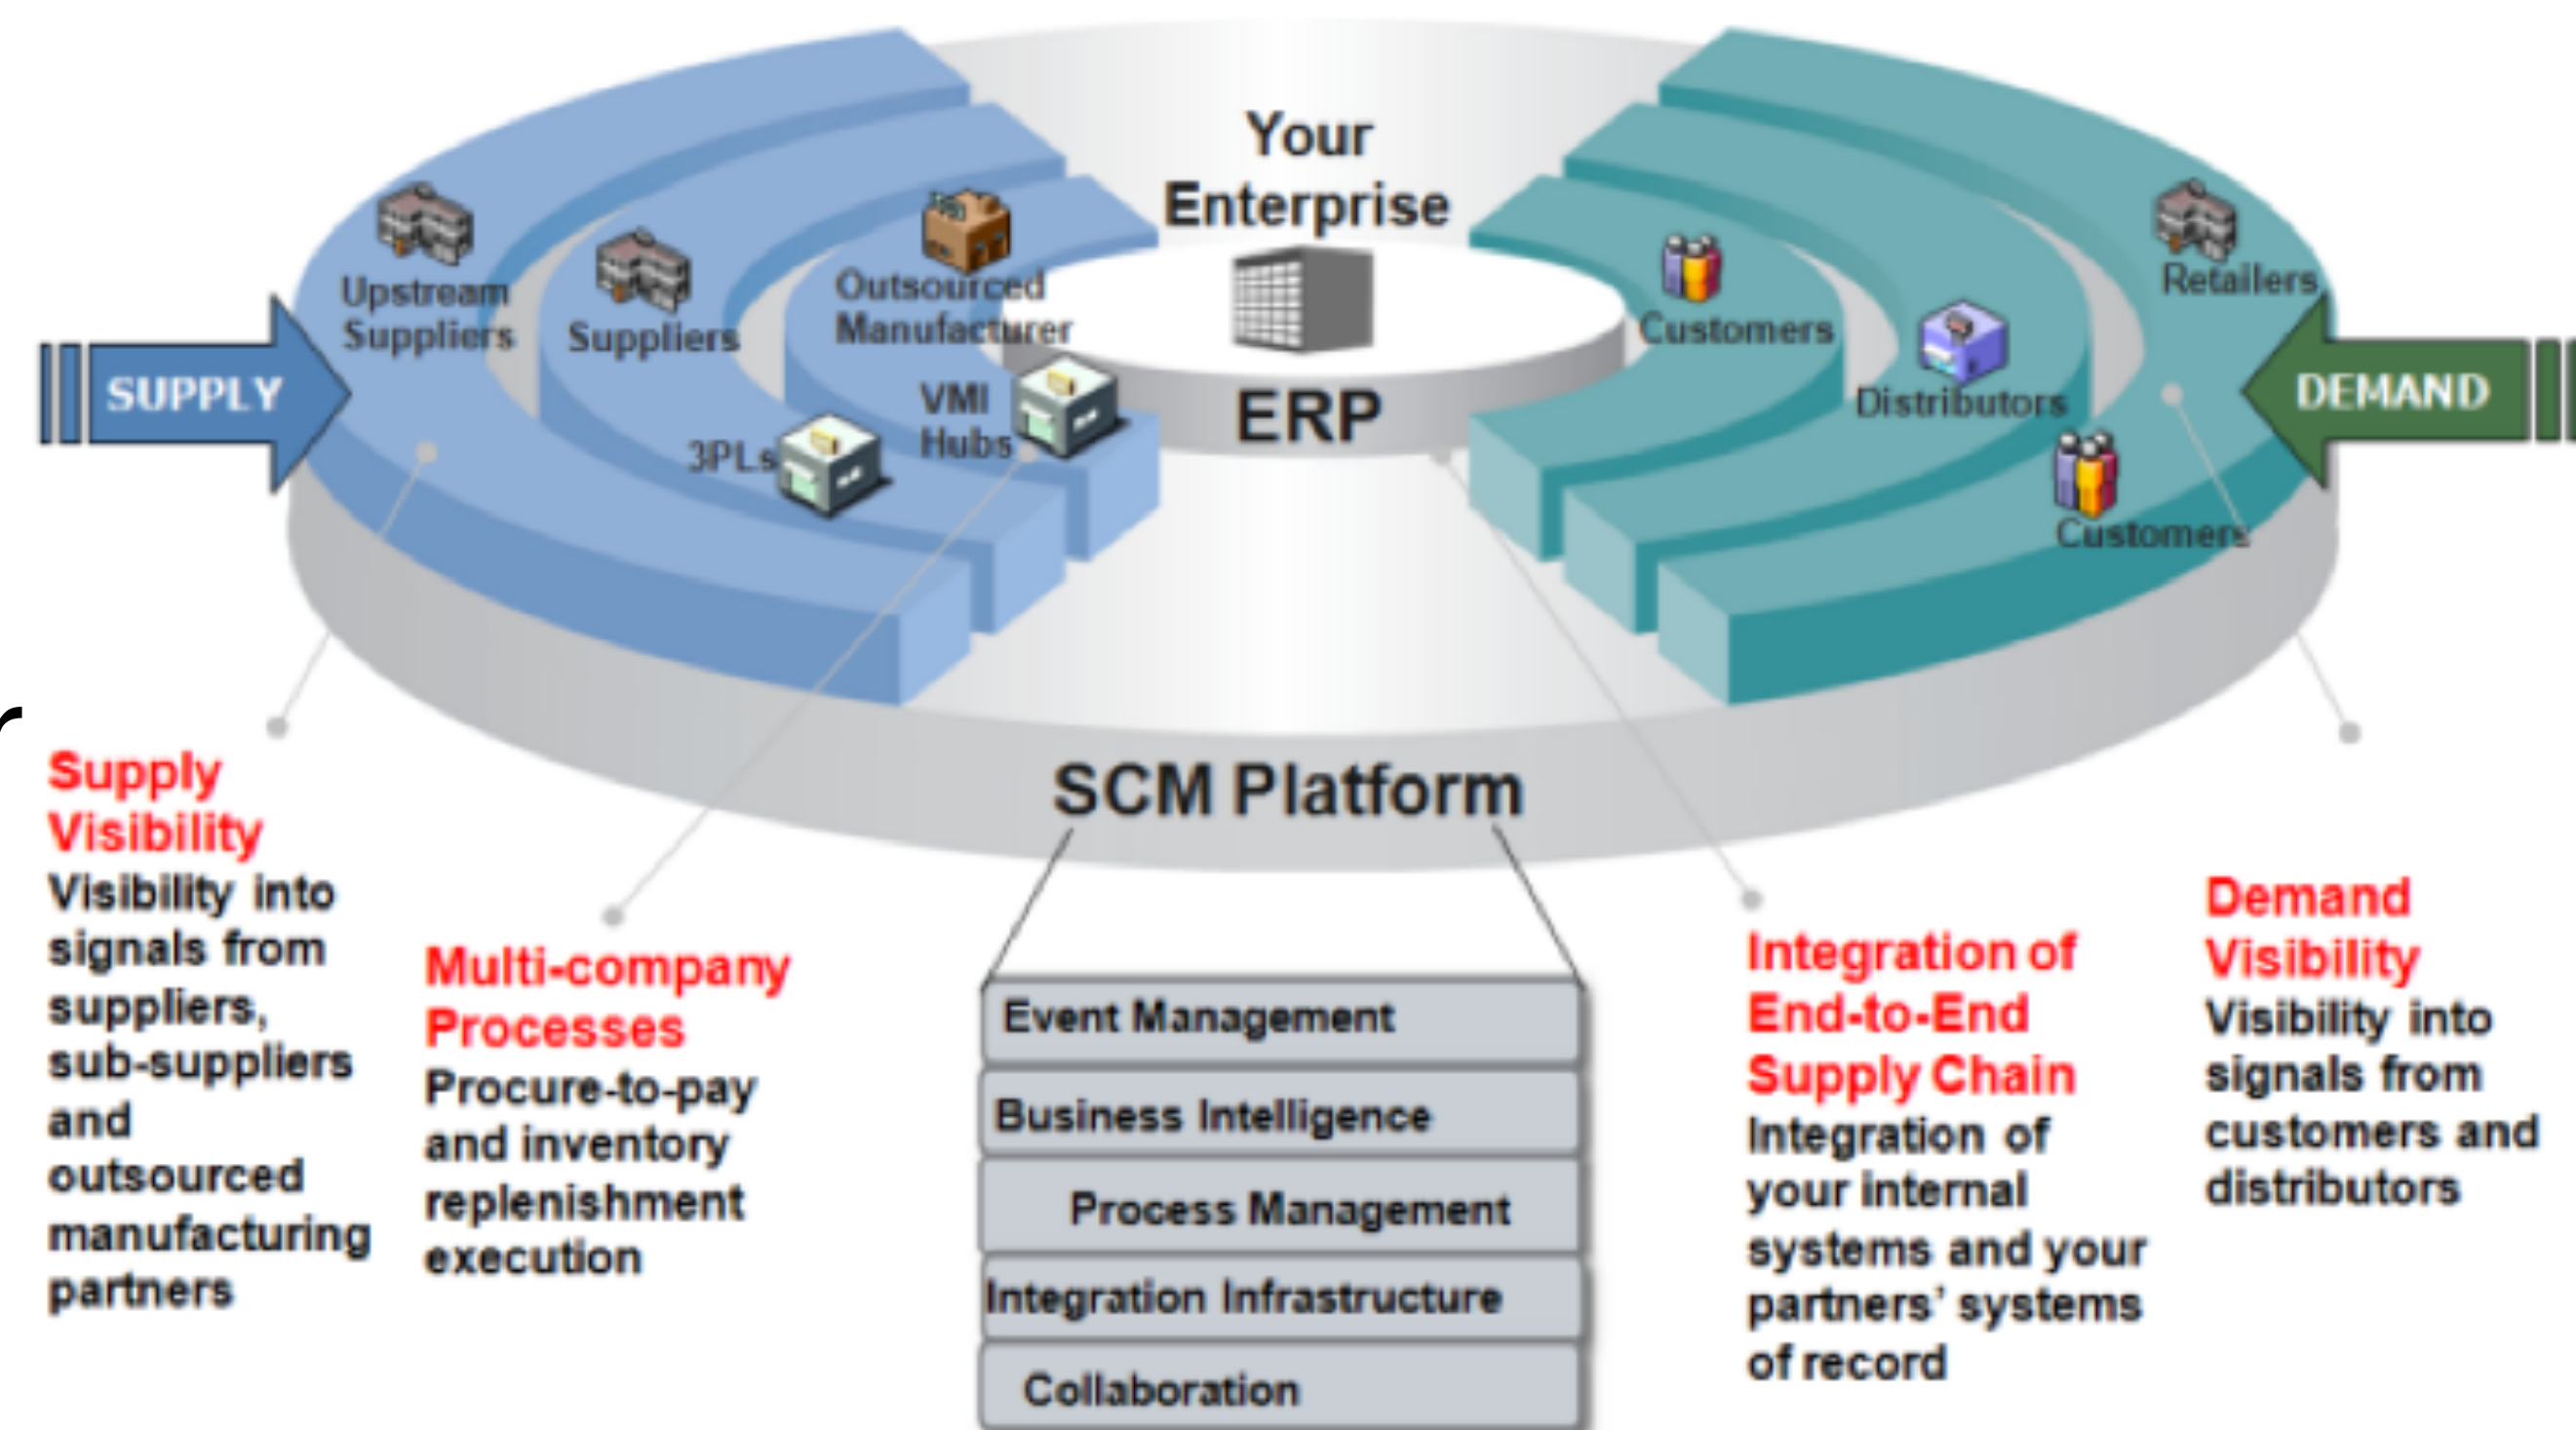 Your
Enterprise
ERP
SUPPLY
Upstream
Suppliers
Suppliers
Outsourced
Manufacturer
3PLs
VMI
Hubs
Customers
Distributors
Retailers
Customers
DEMAND
SCM Platform
Event Management
Business Intelligence
Process Management
Integration Infrastructure
Collaboration
Supply
Visibility
Visibility into
signals from
suppliers,
sub-suppliers
and
outsourced
manufacturing
partners
Multi-company
Processes
Procure-to-pay
and inventory
replenishment
execution
Integration of
End-to-End
Supply Chain
Integration of
your internal
systems and your
partners’ systems
of record
Demand
Visibility
Visibility into
signals from
customers and
distributors